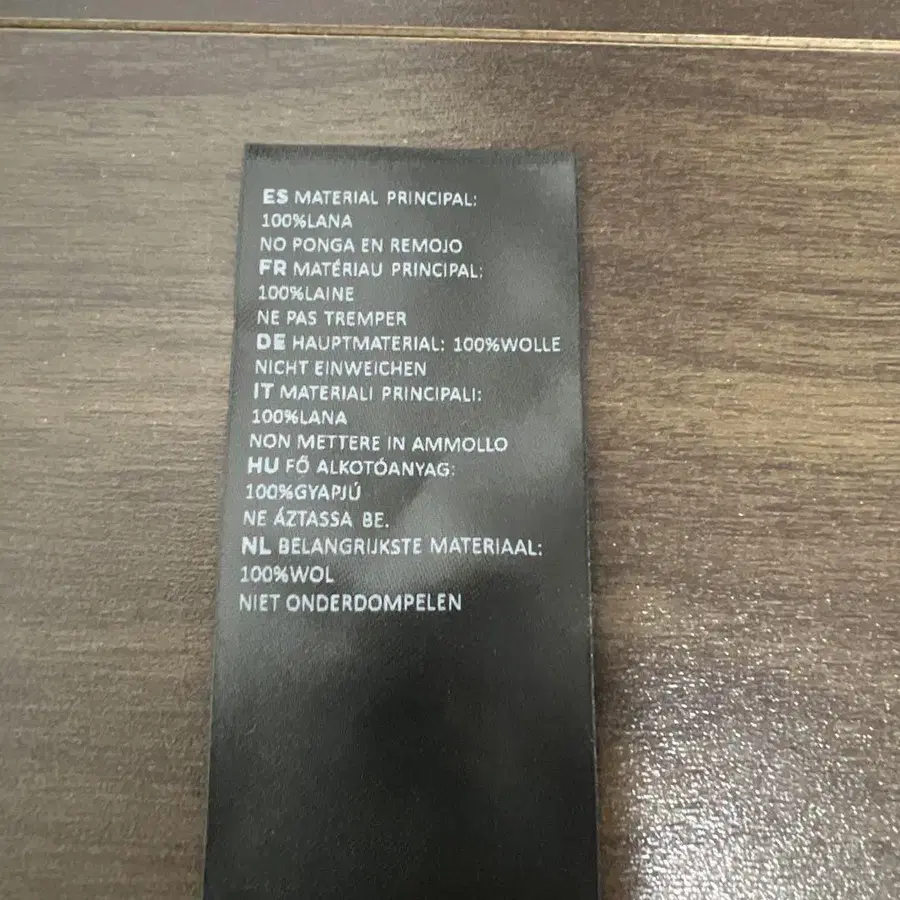 ES MATERIAL PRINCIPAL:
100%LANA
NO PONGA EN REMOJO
FR MATÉRIAU PRINCIPAL:
100%LAINE
NE PAS TREMPER
DE HAUPTMATERIAL: 100%WOLLE
NICHT EINWEICHEN
IT MATERIALI PRINCIPALI:
100%LANA
NON METTERE IN AMMOLLO
HU FŐ ALKOTÓANYAG:
100%GYAPJÚ
NE ÁZTASSA BE.
NL BELANGRIJKSTE MATERIAAL:
100%WOL
NIET ONDERDOMPELEN